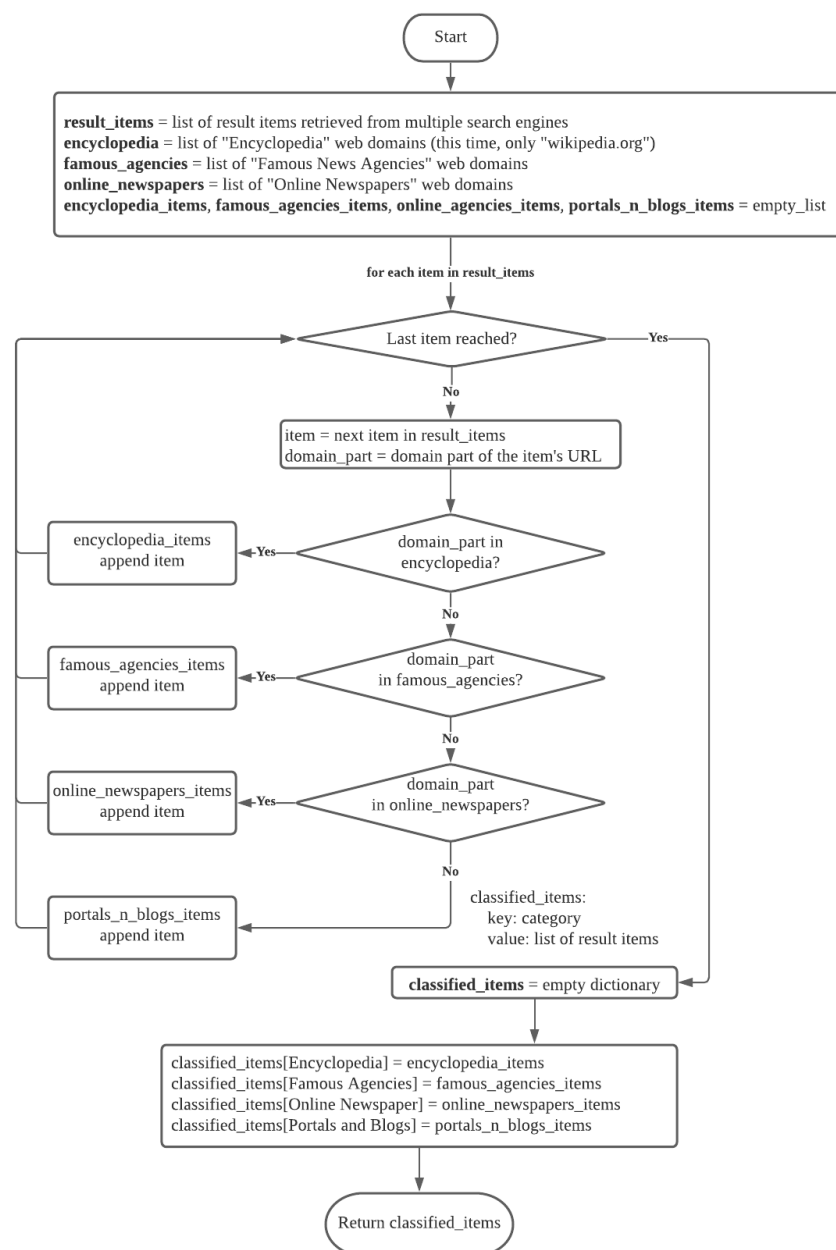 Start
result_items = list of result items retrieved from multiple search engines
encyclopedia = list of "Encyclopedia" web domains (this time, only "wikipedia.org")
famous_agencies = list of "Famous News Agencies" web domains
online_newspapers = list of "Online Newspapers" web domains
encyclopedia_items, famous_agencies_items, online_agencies_items, portals_n_blogs_items = empty_list
for each item in result_items
Last item reached?
Yes
No
item = next item in result_items
domain_part = domain part of the item's URL
domain_part in
encyclopedia?
Yes
encyclopedia_items
append item
No
domain_part
in famous_agencies?
Yes
famous_agencies_items
append item
No
domain_part
in online_newspapers?
Yes
online_newspapers_items
append item
No
portals_n_blogs_items
append item
classified_items:
key: category
value: list of result items
classified_items = empty dictionary
classified_items[Encyclopedia] = encyclopedia_items
classified_items[Famous Agencies] = famous_agencies_items
classified_items[Online Newspaper] = online_newspapers_items
classified_items[Portals and Blogs] = portals_n_blogs_items
Return classified_items